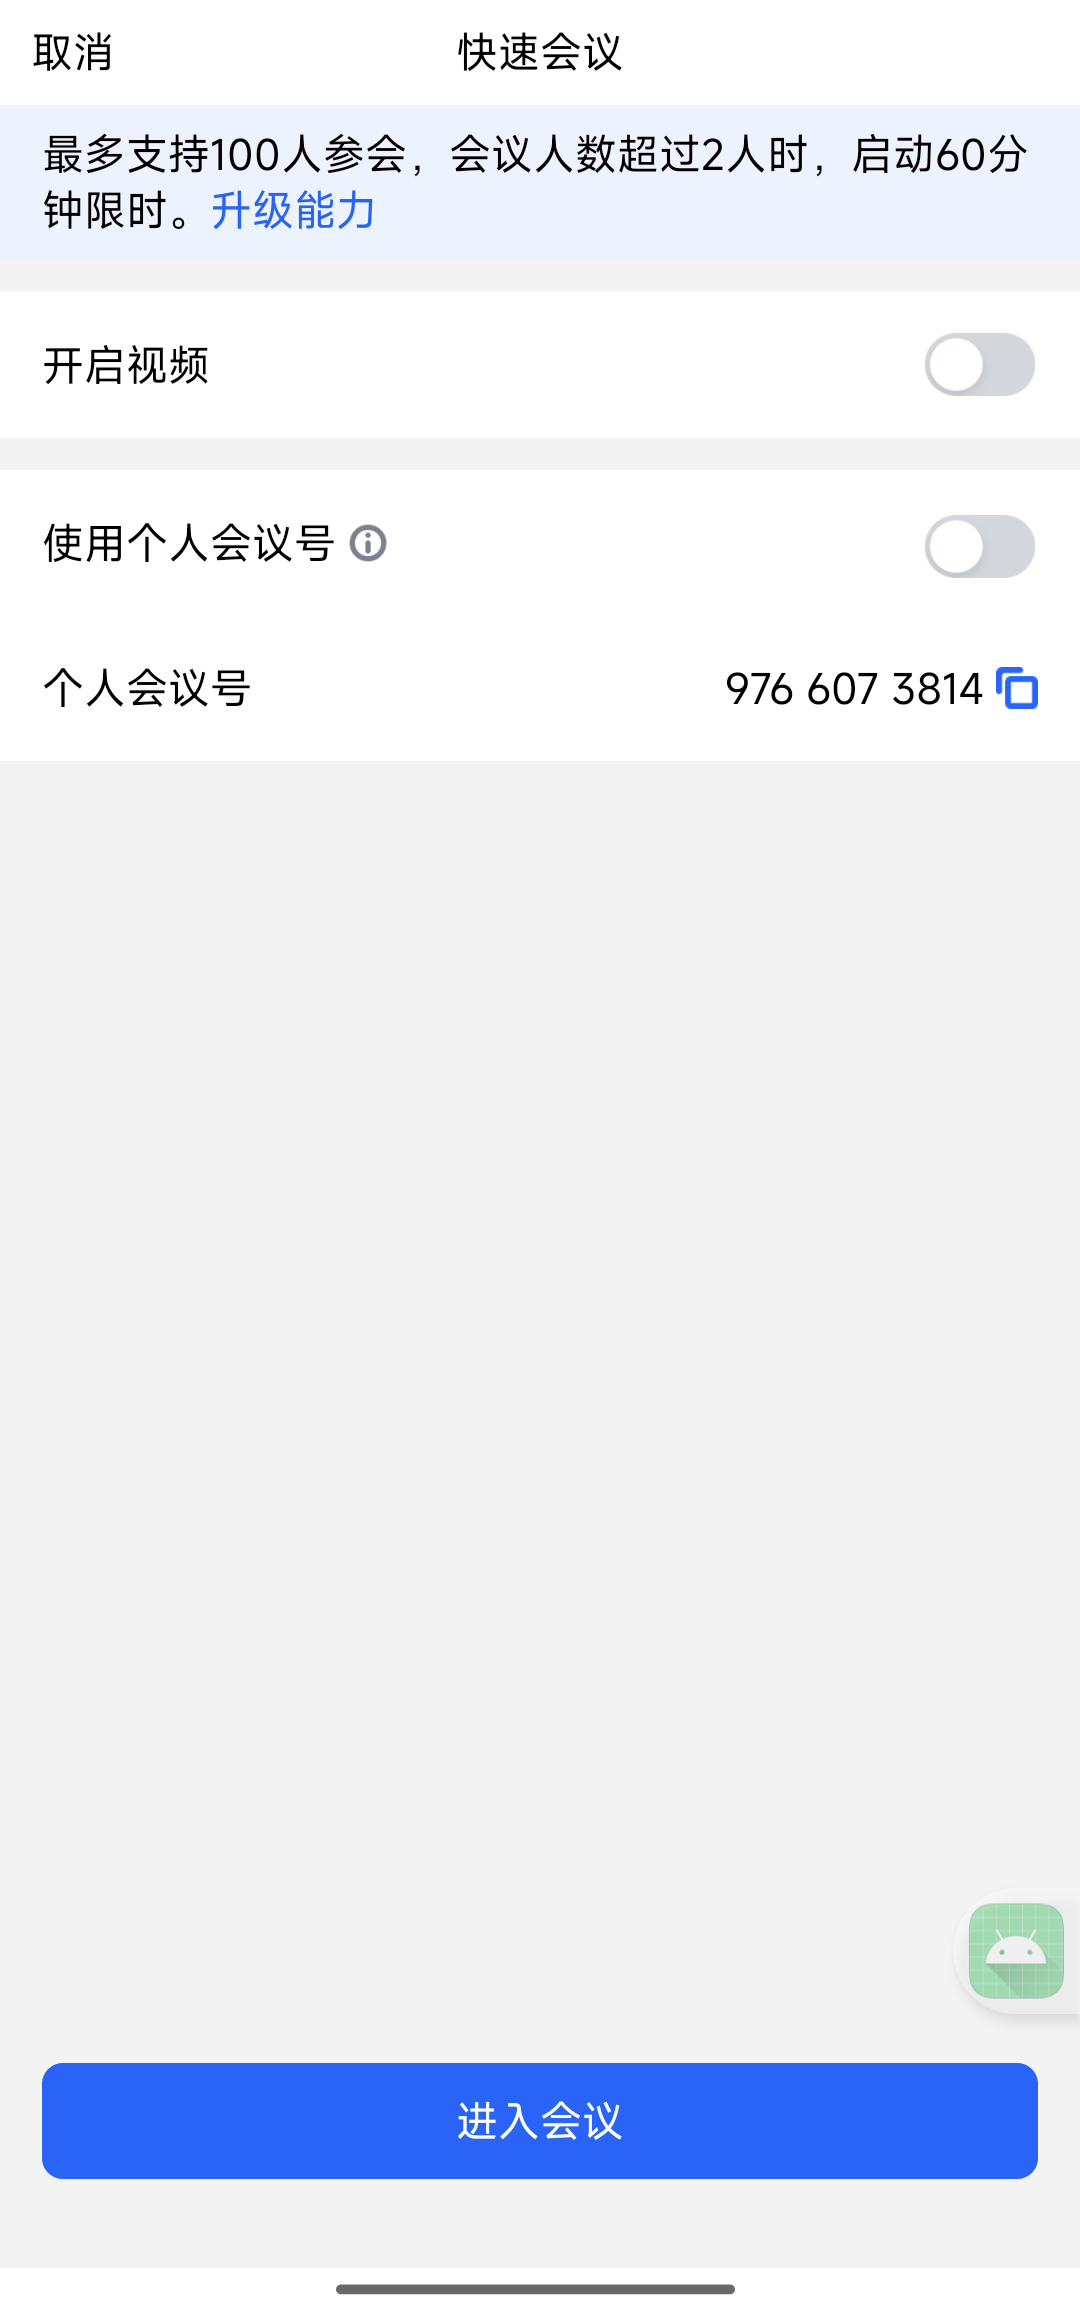 取消
快速会议
最多支持100人参会，会议人数超过2人时，启动60分
钟限时。升级能力
开启视频
使用个人会议号
个人会议号
976 607 3814
进入会议